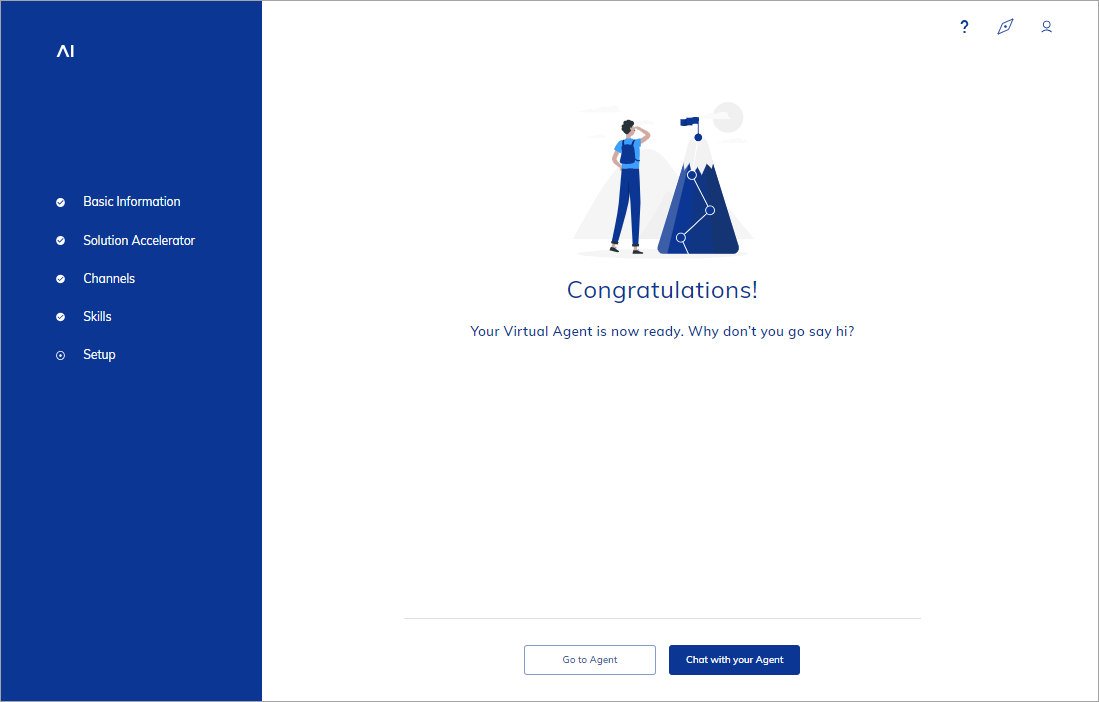 AI
?
Basic Information
Solution Accelerator
Channels
Skills
Setup
Congratulations!
Your Virtual Agent is now ready. Why don't you go say hi?
Go to Agent
Chat with your Agent